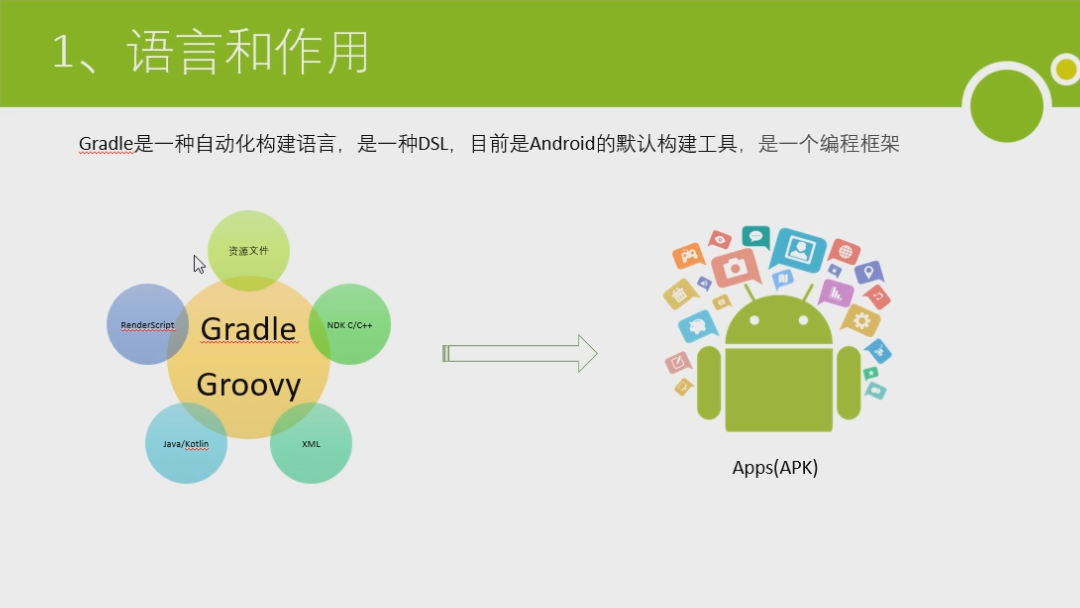 1、语言和作用
Gradle是一种自动化构建语言，是一种DSL，目前是Android的默认构建工具，是一个编程框架
资源文件
RenderScript
Gradle
Groovy
NDK C/C++
Java/Kotlin
XML
Apps(APK)